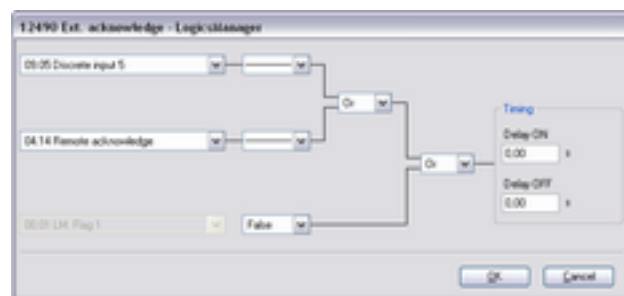 12490 Ext. acknowledge - LogicsManager
09.05 Discrete input 5
Or
Timing
Delay ON
04.14 Remote acknowledge
Or
0.00 s
Delay OFF
0.00 s
00.01 LM: Flag 1
False
OK
Cancel